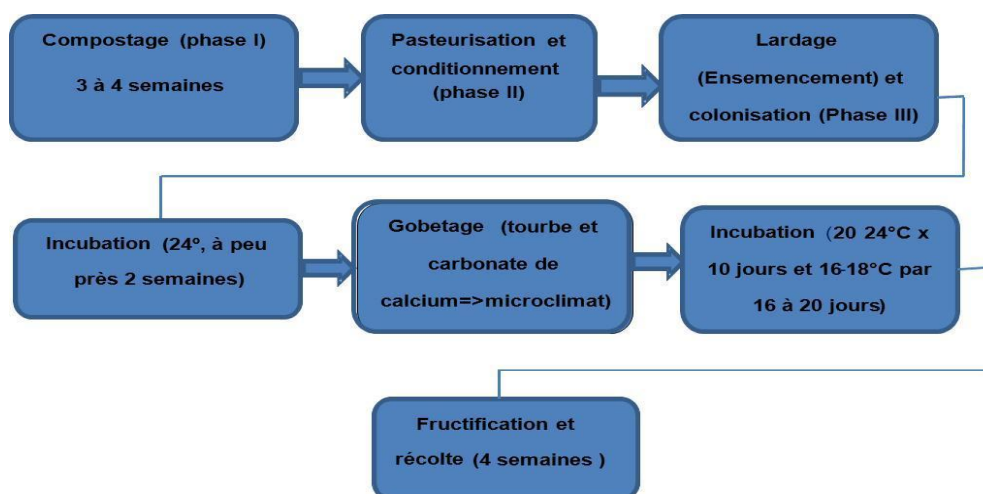 Compostage (phase I)
3 à 4 semaines
Pasteurisation et
conditionnement
(phase II)
Lardage
(Ensemencement) et
colonisation (Phase III)
Incubation (24º, à peu
près 2 semaines)
Gobetage (tourbe et
carbonate de
calcium=>microclimat)
Incubation (20 24°C x
10 jours et 16-18°C par
16 à 20 jours)
Fructification et
récolte (4 semaines )